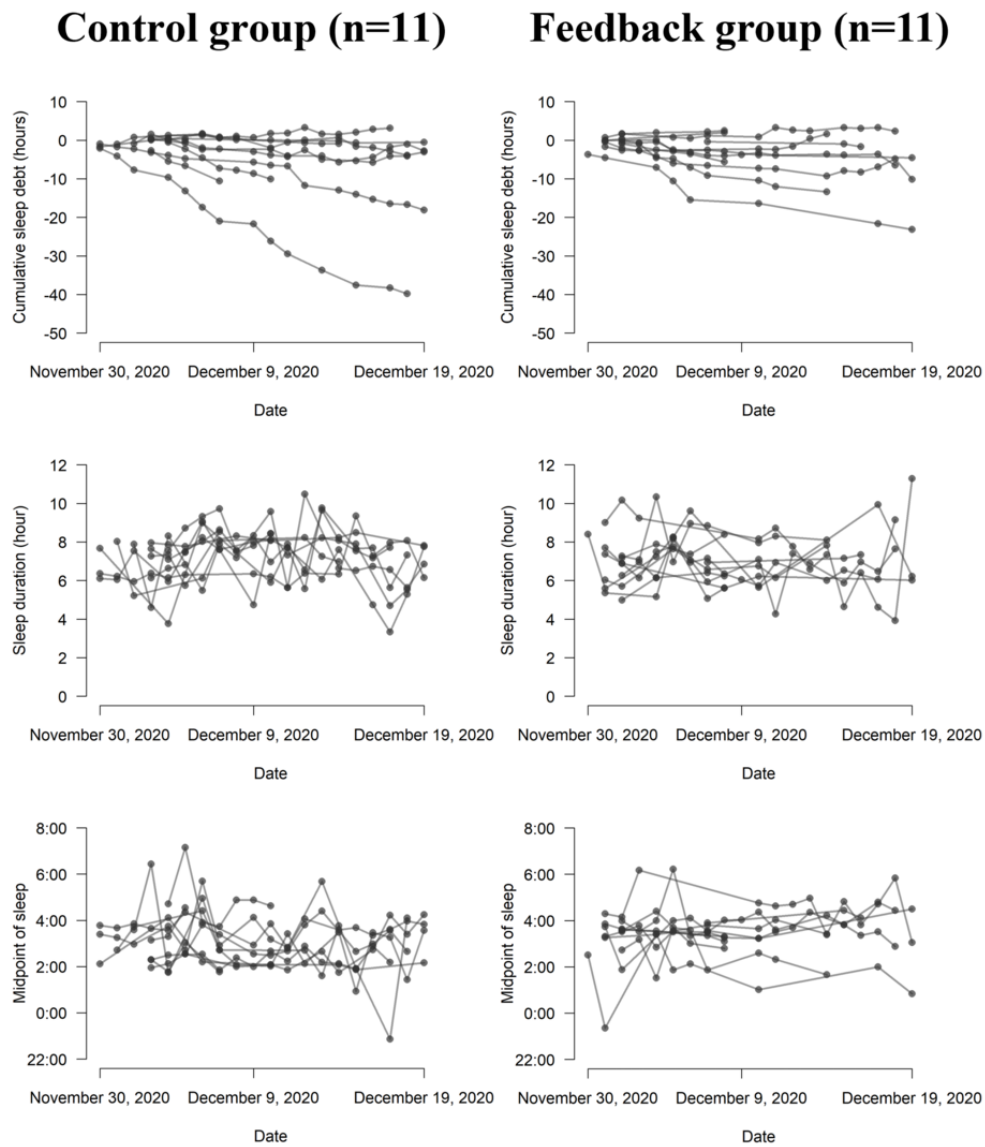 Control group (n=11) Feedback group (n=11)
Cumulative sleep debt (hours)
10
0
-10
-20
-30
-40
-50
November 30, 2020 December 9, 2020 December 19, 2020
Date
Cumulative sleep debt (hours)
10
0
-10
-20
-30
-40
-50
November 30, 2020 December 9, 2020 December 19, 2020
Date
Sleep duration (hour)
12
10
8
6
4
2
0
November 30, 2020 December 9, 2020 December 19, 2020
Date
Sleep duration (hour)
12
10
8
6
4
2
0
November 30, 2020 December 9, 2020 December 19, 2020
Date
Midpoint of sleep
8:00
6:00
4:00
2:00
0:00
22:00
November 30, 2020 December 9, 2020 December 19, 2020
Date
Midpoint of sleep
8:00
6:00
4:00
2:00
0:00
22:00
November 30, 2020 December 9, 2020 December 19, 2020
Date